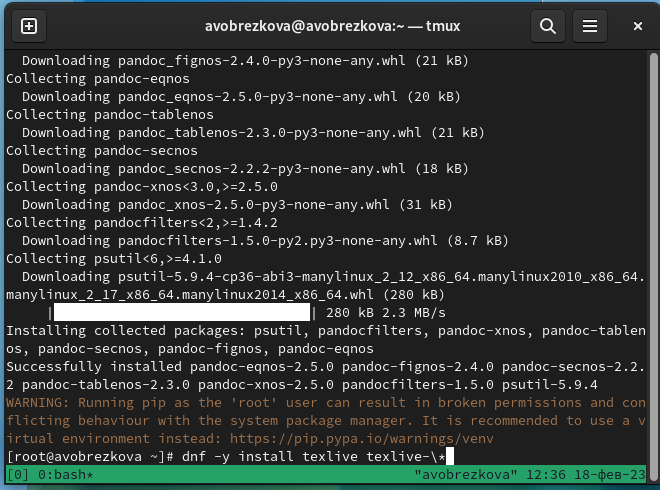 avobrezkova@avobrezkova:~ — tmux
Downloading pandoc_fignos-2.4.0-py3-none-any.whl (21 kB)
Collecting pandoc-eqnos
Downloading pandoc_eqnos-2.5.0-py3-none-any.whl (20 kB)
Collecting pandoc-tablenos
Downloading pandoc_tablenos-2.3.0-py3-none-any.whl (21 kB)
Collecting pandoc-secnos
Downloading pandoc_secnos-2.2.2-py3-none-any.whl (18 kB)
Collecting pandoc-xnos<3.0,>=2.5.0
Downloading pandoc_xnos-2.5.0-py3-none-any.whl (31 kB)
Collecting pandocfilters<2,>=1.4.2
Downloading pandocfilters-1.5.0-py2.py3-none-any.whl (8.7 kB)
Collecting psutil<6,>=4.1.0
Downloading psutil-5.9.4-cp36-abi3-manylinux_2_12_x86_64.manylinux2010_x86_64.
manylinux_2_17_x86_64.manylinux2014_x86_64.whl (280 kB)
| | 280 kB 2.3 MB/s
Installing collected packages: psutil, pandocfilters, pandoc-xnos, pandoc-tablen
os, pandoc-secnos, pandoc-fignos, pandoc-eqnos
Successfully installed pandoc-eqnos-2.5.0 pandoc-fignos-2.4.0 pandoc-secnos-2.2.
2 pandoc-tablenos-2.3.0 pandoc-xnos-2.5.0 pandocfilters-1.5.0 psutil-5.9.4
WARNING: Running pip as the 'root' user can result in broken permissions and con
flicting behaviour with the system package manager. It is recommended to use a v
irtual environment instead: https://pip.pypa.io/warnings/venv
[root@avobrezkova ~]# dnf -y install texlive texlive-\*
[0] 0:bash* "avobrezkova" 12:36 18-фев-23